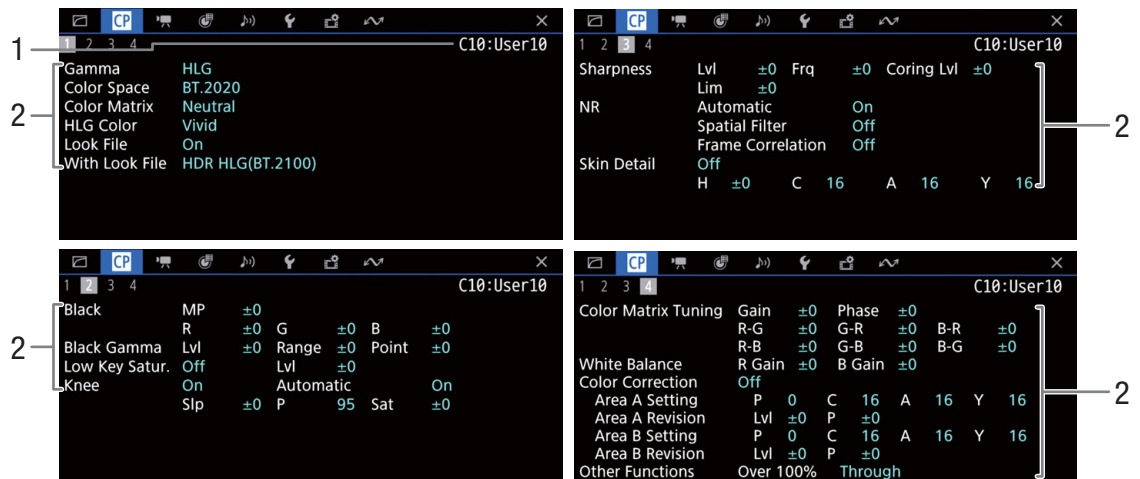 CP
1 2 3 4 C10:User10
1
2
Gamma HLG
Color Space BT.2020
Color Matrix Neutral
HLG Color Vivid
Look File On
With Look File HDR HLG(BT.2100)
CP
1 2 3 4 C10:User10
Sharpness Lvl ±0 Frq ±0 Coring Lvl ±0
Lim ±0
NR Automatic On
Spatial Filter Off
Frame Correlation Off
Skin Detail Off
H ±0 C 16 A 16 Y 16
2
CP
1 2 3 4 C10:User10
2
Black MP ±0
R ±0 G ±0 B ±0
Black Gamma Lvl ±0 Range ±0 Point ±0
Low Key Satur. Off Lvl ±0
Knee On Automatic On
Slp ±0 P 95 Sat ±0
CP
1 2 3 4 C10:User10
Color Matrix Tuning Gain ±0 Phase ±0
R-G ±0 G-R ±0 B-R ±0
R-B ±0 G-B ±0 B-G ±0
White Balance R Gain ±0 B Gain ±0
Color Correction Off
Area A Setting P 0 C 16 A 16 Y 16
Area A Revision Lvl ±0 P ±0
Area B Setting P 0 C 16 A 16 Y 16
Area B Revision Lvl ±0 P ±0
Other Functions Over 100% Through
2